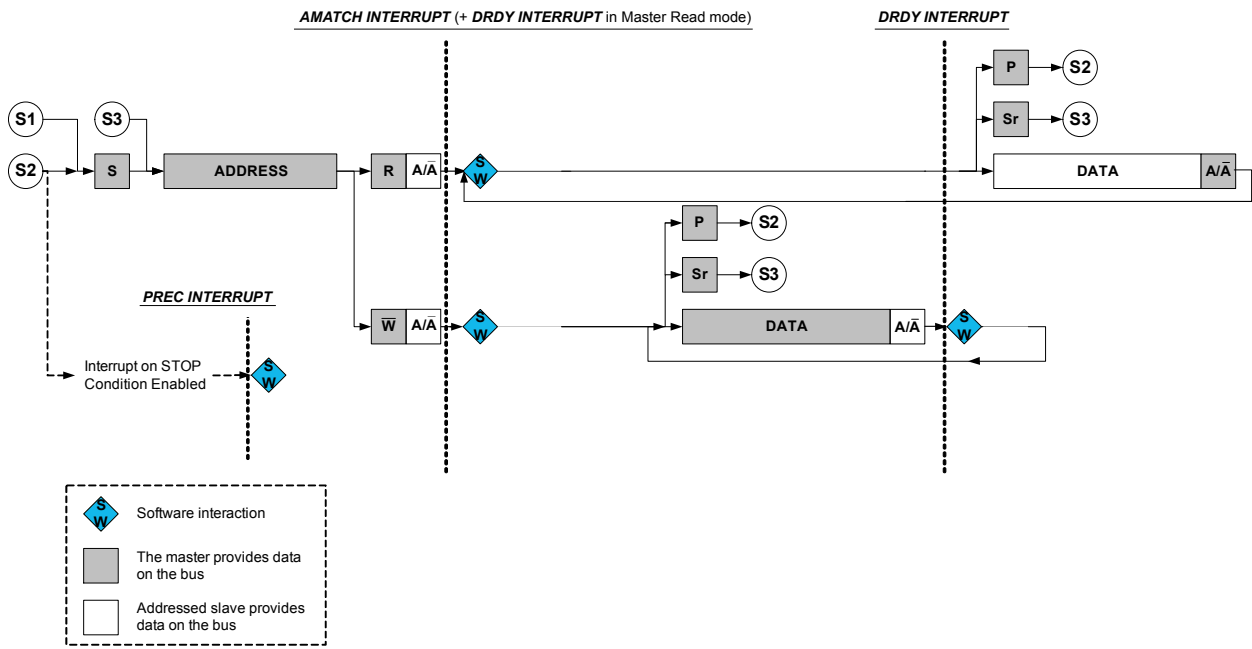 AMATCH INTERRUPT (+ DRDY INTERRUPT in Master Read mode)
DRDY INTERRUPT
P
S2
S1
S3
Sr
S3
S2
S
ADDRESS
R
A/A̅
S
W
DATA
A/A̅
P
S2
Sr
S3
PREC INTERRUPT
W̅
A/A̅
S
W
DATA
A/A̅
S
W
Interrupt on STOP
Condition Enabled
S
W
S
W
Software interaction
The master provides data
on the bus
Addressed slave provides
data on the bus